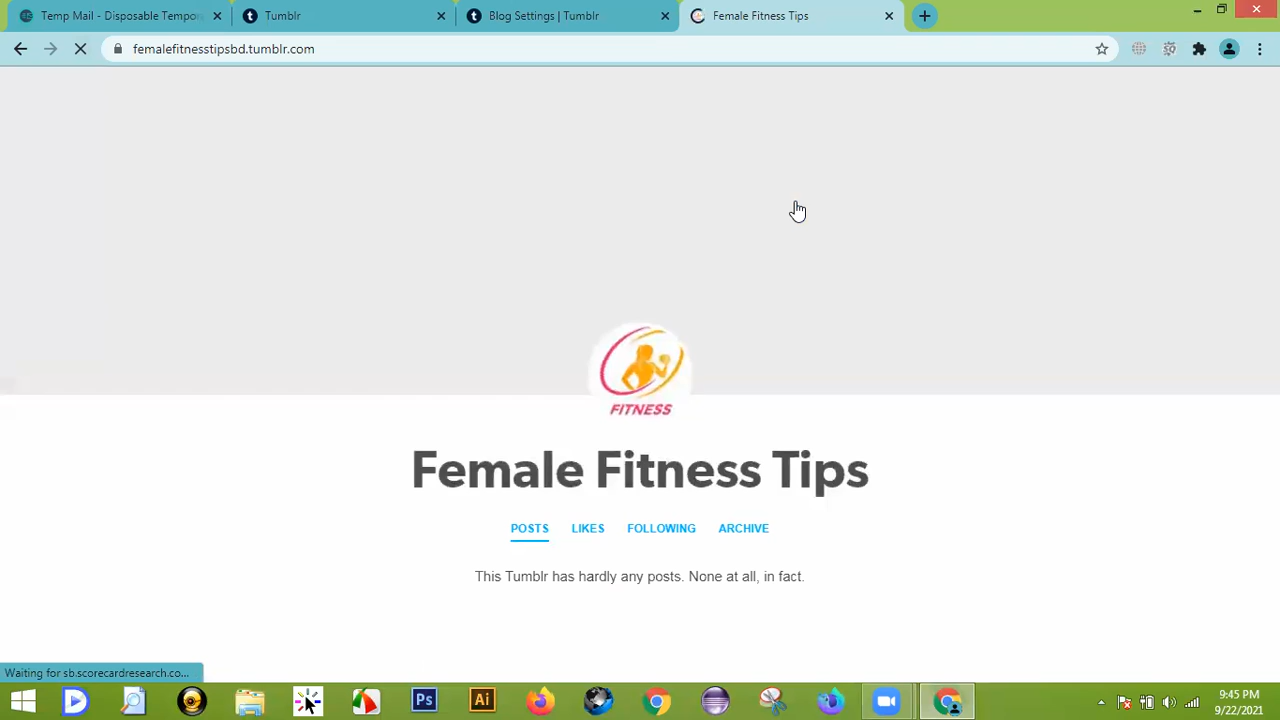 Temp Mail - Disposable Tempor
Tumblr
Blog Settings | Tumblr
Female Fitness Tips
femalefitnesstipsbd.tumblr.com
FITNESS
Female Fitness Tips
POSTS LIKES FOLLOWING ARCHIVE
This Tumblr has hardly any posts. None at all, in fact.
Waiting for sb.scorecardresearch.co...
Ps
Ai
9:45 PM
9/22/2021